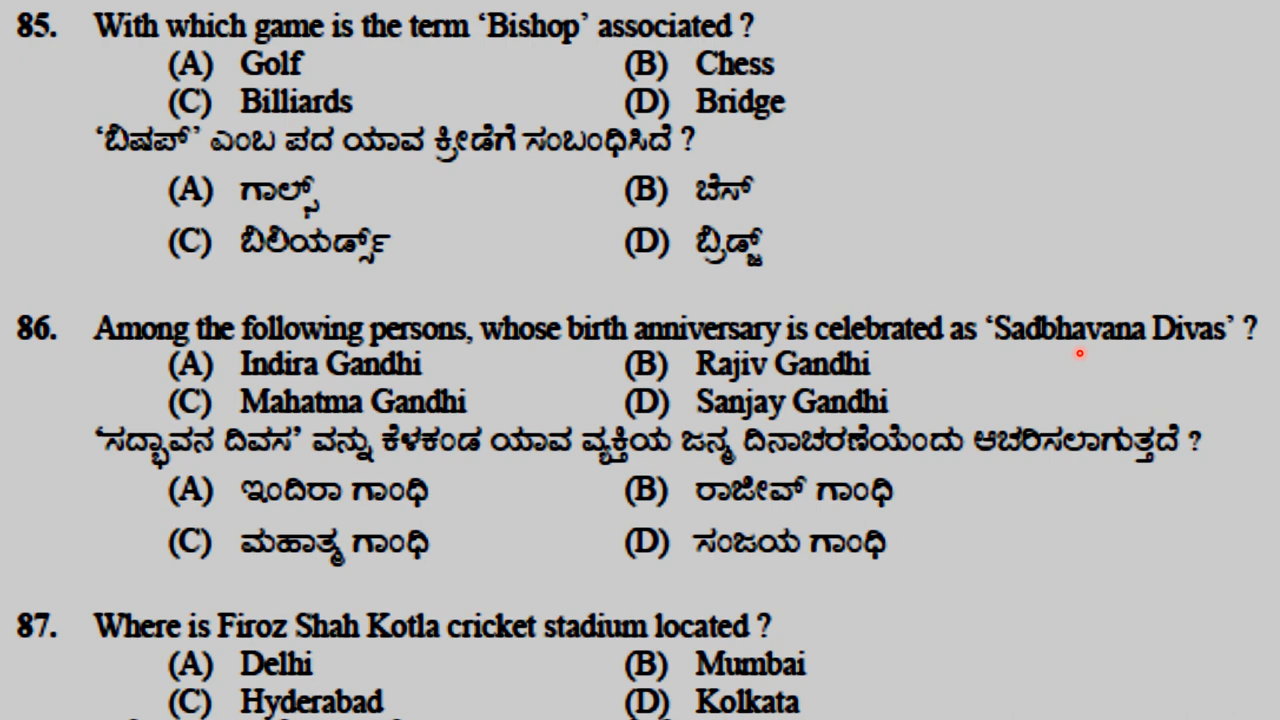 85. With which game is the term ‘Bishop’ associated ?
(A) Golf (B) Chess
(C) Billiards (D) Bridge
‘ಬಿಷಪ್’ ಎಂಬ ಪದ ಯಾವ ಕ್ರೀಡೆಗೆ ಸಂಬಂಧಿಸಿದೆ ?
(A) ಗಾಲ್ಫ್ (B) ಚೆಸ್
(C) ಬಿಲಿಯರ್ಡ್ಸ್ (D) ಬ್ರಿಡ್ಜ್
86. Among the following persons, whose birth anniversary is celebrated as ‘Sadbhavana Divas’ ?
(A) Indira Gandhi (B) Rajiv Gandhi
(C) Mahatma Gandhi (D) Sanjay Gandhi
‘ಸದ್ಭಾವನ ದಿವಸ’ ವನ್ನು ಕೆಳಕಂಡ ಯಾವ ವ್ಯಕ್ತಿಯ ಜನ್ಮ ದಿನಾಚರಣೆಯೆಂದು ಆಚರಿಸಲಾಗುತ್ತದೆ ?
(A) ಇಂದಿರಾ ಗಾಂಧಿ (B) ರಾಜೀವ್ ಗಾಂಧಿ
(C) ಮಹಾತ್ಮ ಗಾಂಧಿ (D) ಸಂಜಯ ಗಾಂಧಿ
87. Where is Firoz Shah Kotla cricket stadium located ?
(A) Delhi (B) Mumbai
(C) Hyderabad (D) Kolkata